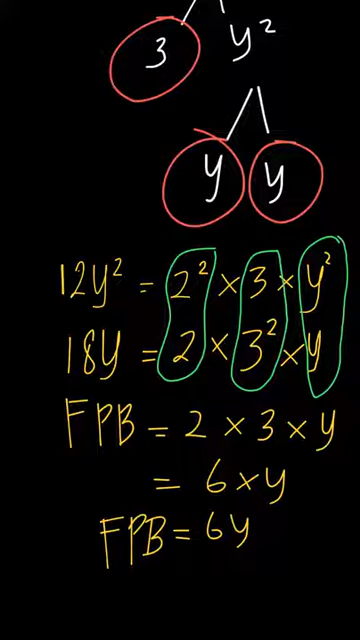 3 y²
y y
12y² = 2² × 3 × y²
18y = 2 × 3² × y
FPB = 2 × 3 × y
= 6 × y
FPB = 6y